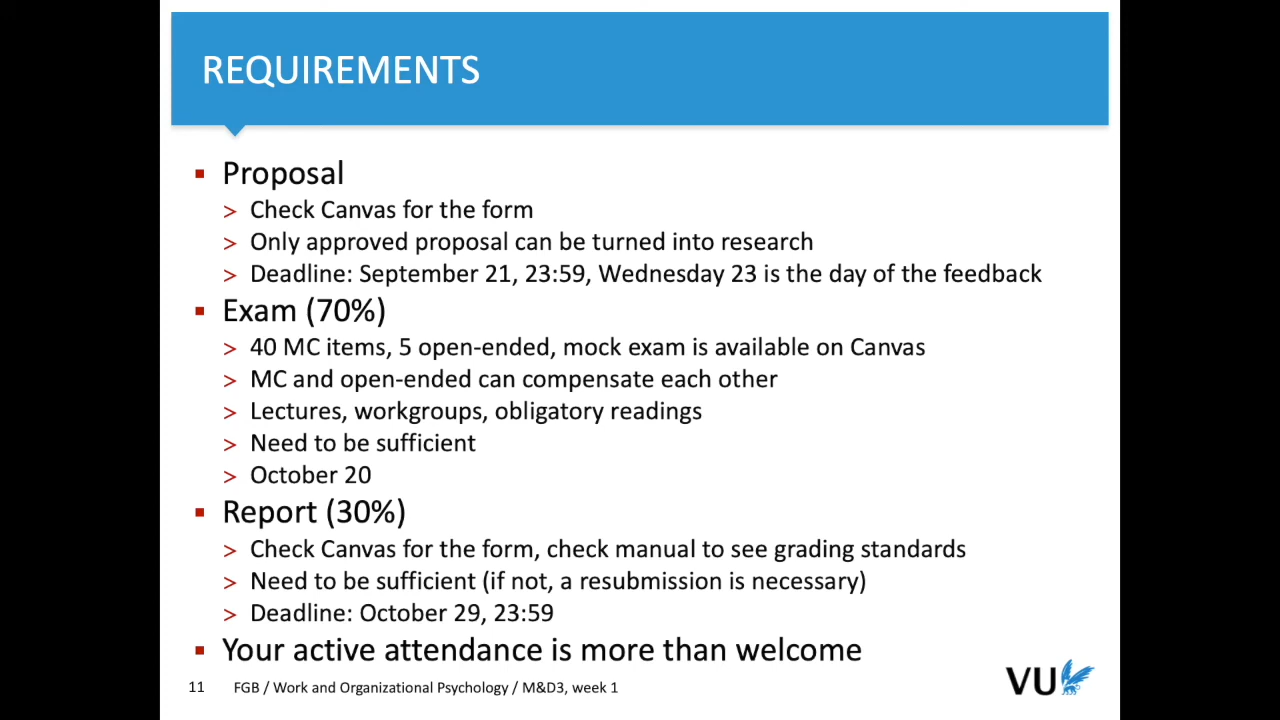 REQUIREMENTS
▪ Proposal
> Check Canvas for the form
> Only approved proposal can be turned into research
> Deadline: September 21, 23:59, Wednesday 23 is the day of the feedback
▪ Exam (70%)
> 40 MC items, 5 open-ended, mock exam is available on Canvas
> MC and open-ended can compensate each other
> Lectures, workgroups, obligatory readings
> Need to be sufficient
> October 20
▪ Report (30%)
> Check Canvas for the form, check manual to see grading standards
> Need to be sufficient (if not, a resubmission is necessary)
> Deadline: October 29, 23:59
▪ Your active attendance is more than welcome
11 FGB / Work and Organizational Psychology / M&D3, week 1
VU